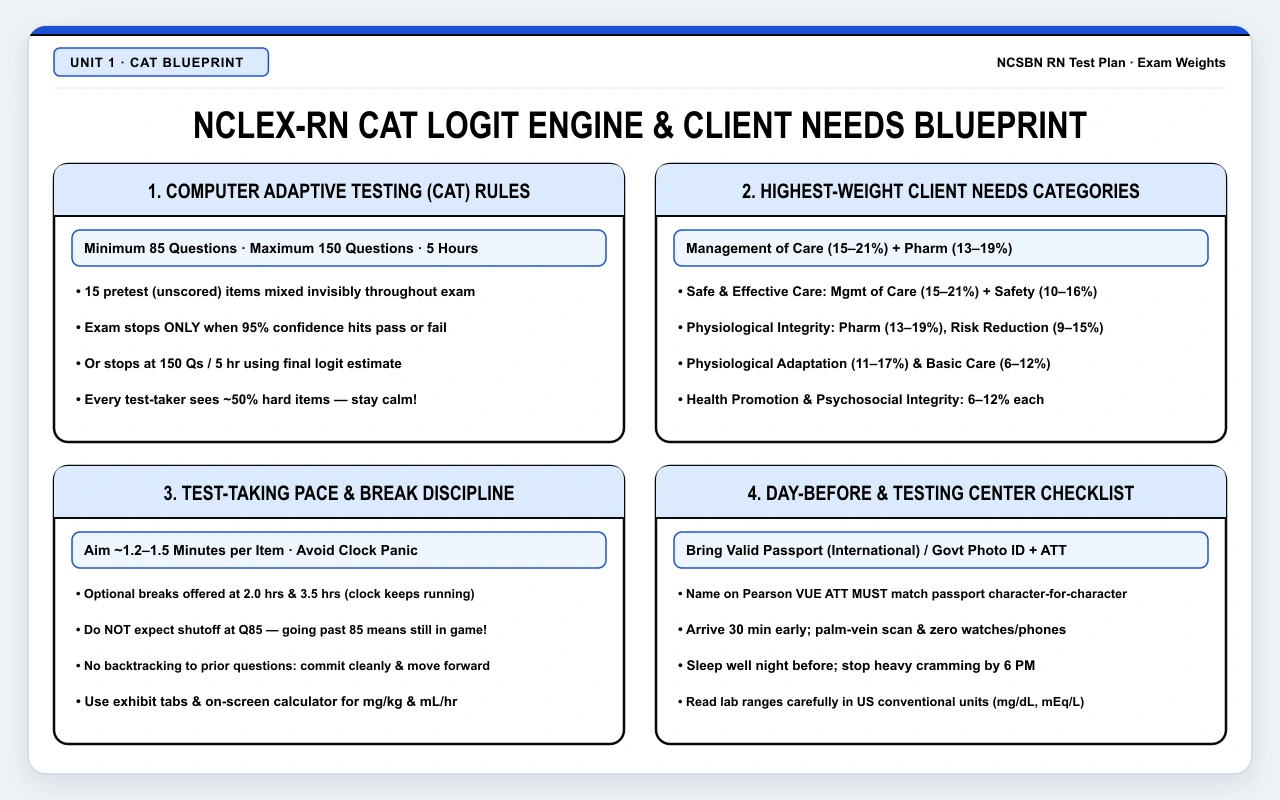 UNIT 1 · CAT BLUEPRINT
NCSBN RN Test Plan · Exam Weights
NCLEX-RN CAT LOGIT ENGINE & CLIENT NEEDS BLUEPRINT
1. COMPUTER ADAPTIVE TESTING (CAT) RULES
Minimum 85 Questions · Maximum 150 Questions · 5 Hours
• 15 pretest (unscored) items mixed invisibly throughout exam
• Exam stops ONLY when 95% confidence hits pass or fail
• Or stops at 150 Qs / 5 hr using final logit estimate
• Every test-taker sees ~50% hard items — stay calm!
2. HIGHEST-WEIGHT CLIENT NEEDS CATEGORIES
Management of Care (15–21%) + Pharm (13–19%)
• Safe & Effective Care: Mgmt of Care (15–21%) + Safety (10–16%)
• Physiological Integrity: Pharm (13–19%), Risk Reduction (9–15%)
• Physiological Adaptation (11–17%) & Basic Care (6–12%)
• Health Promotion & Psychosocial Integrity: 6–12% each
3. TEST-TAKING PACE & BREAK DISCIPLINE
Aim ~1.2–1.5 Minutes per Item · Avoid Clock Panic
• Optional breaks offered at 2.0 hrs & 3.5 hrs (clock keeps running)
• Do NOT expect shutoff at Q85 — going past 85 means still in game!
• No backtracking to prior questions: commit cleanly & move forward
• Use exhibit tabs & on-screen calculator for mg/kg & mL/hr
4. DAY-BEFORE & TESTING CENTER CHECKLIST
Bring Valid Passport (International) / Govt Photo ID + ATT
• Name on Pearson VUE ATT MUST match passport character-for-character
• Arrive 30 min early; palm-vein scan & zero watches/phones
• Sleep well night before; stop heavy cramming by 6 PM
• Read lab ranges carefully in US conventional units (mg/dL, mEq/L)